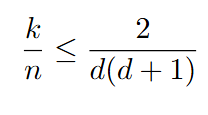 k/n ≤ 2/d(d + 1)